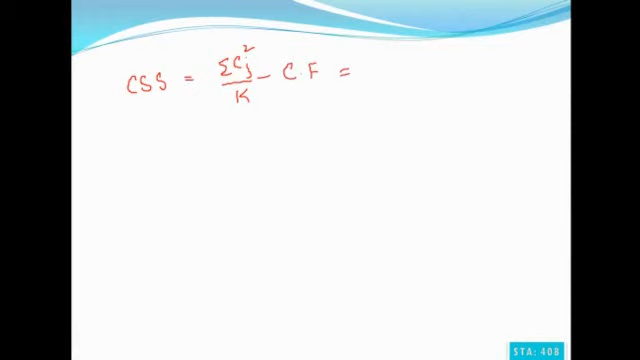 CSS = ΣCj² / K - C.F =
STA: 408